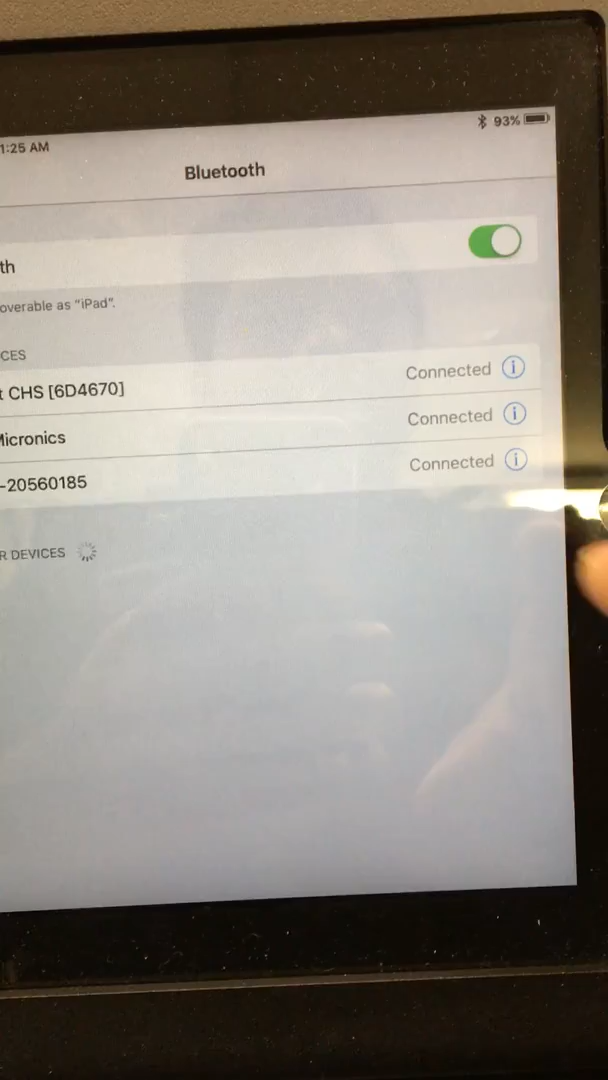 1:25 AM
93%
Bluetooth
th
overable as “iPad”.
CES
t CHS [6D4670]
Connected
Micronics
Connected
-20560185
Connected
R DEVICES